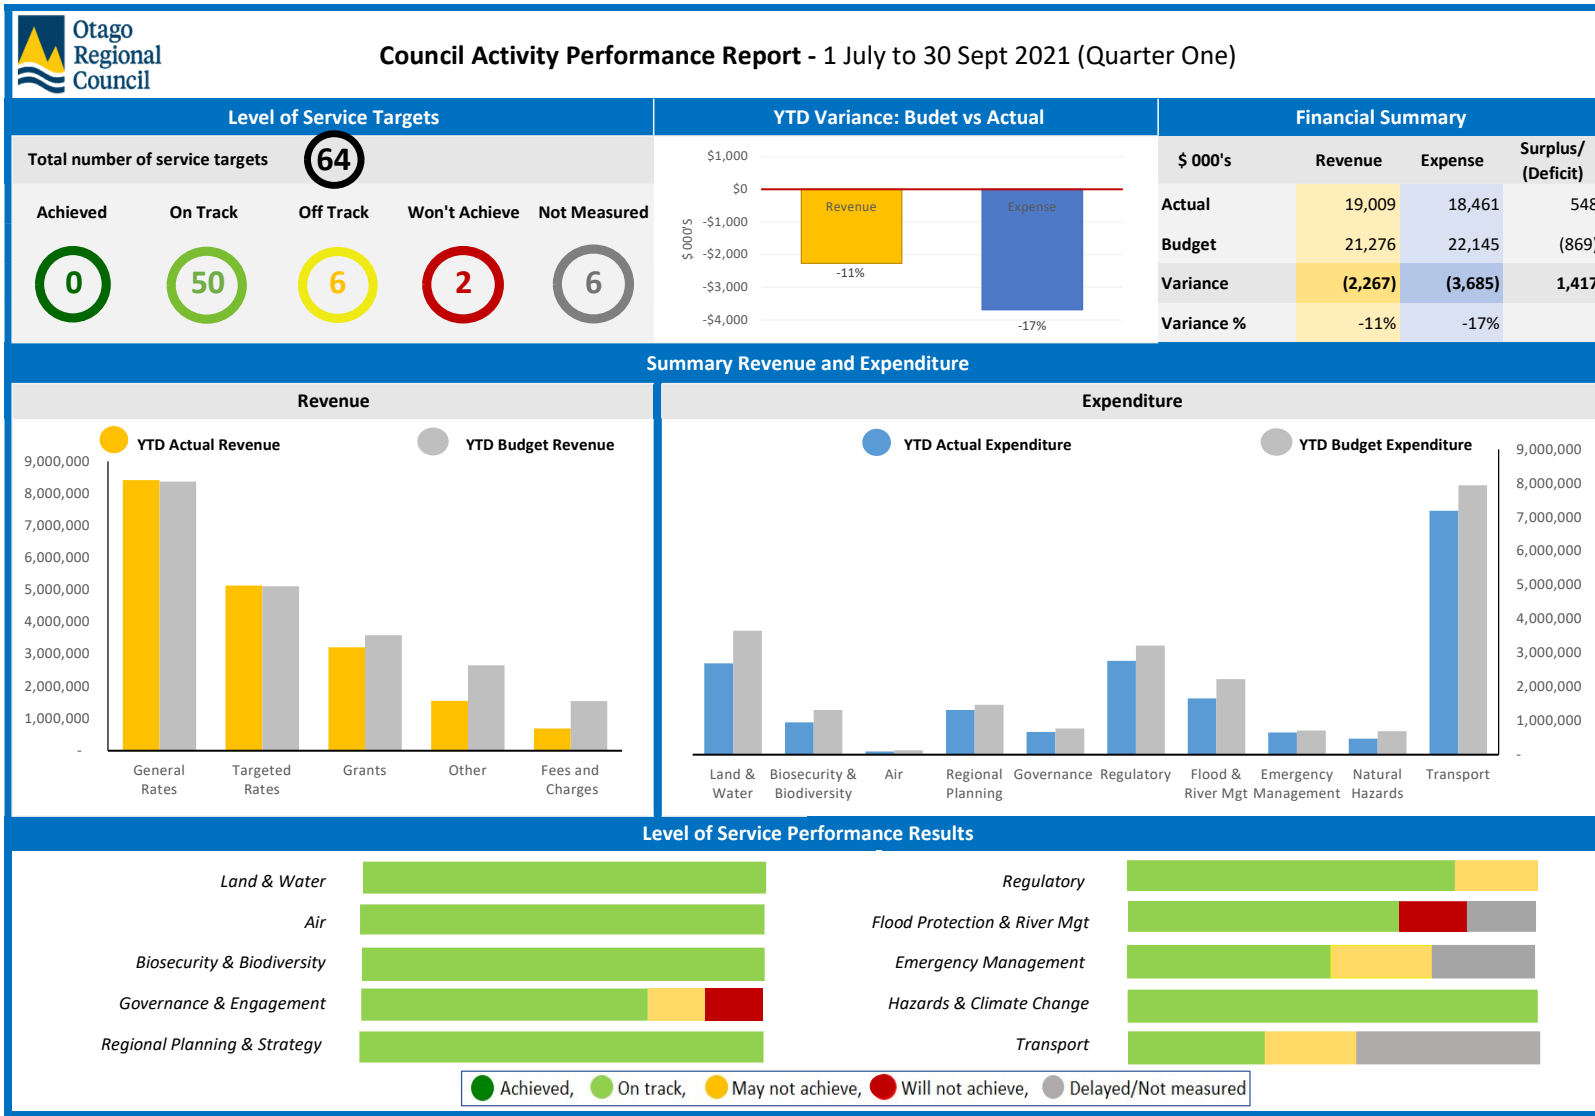 Otago
Regional
Council
Council Activity Performance Report - 1 July to 30 Sept 2021 (Quarter One)
Level of Service Targets
Total number of service targets 64
Achieved On Track Off Track Won't Achieve Not Measured
0 50 6 2 6
YTD Variance: Budet vs Actual
$1,000
$0
-$1,000
-$2,000
-$3,000
-$4,000
$ 000'S
Revenue
Expense
-11%
-17%
Financial Summary
$ 000's Revenue Expense Surplus/
(Deficit)
Actual 19,009 18,461 548
Budget 21,276 22,145 (869)
Variance (2,267) (3,685) 1,417
Variance % -11% -17%
Summary Revenue and Expenditure
Revenue
YTD Actual Revenue YTD Budget Revenue
9,000,000
8,000,000
7,000,000
6,000,000
5,000,000
4,000,000
3,000,000
2,000,000
1,000,000
-
General
Rates
Targeted
Rates
Grants
Other
Fees and
Charges
Expenditure
YTD Actual Expenditure YTD Budget Expenditure
9,000,000
8,000,000
7,000,000
6,000,000
5,000,000
4,000,000
3,000,000
2,000,000
1,000,000
-
Land &
Water
Biosecurity &
Biodiversity
Air
Regional
Planning
Governance
Regulatory
Flood &
River Mgt
Emergency
Management
Natural
Hazards
Transport
Level of Service Performance Results
Land & Water
Air
Biosecurity & Biodiversity
Governance & Engagement
Regional Planning & Strategy
Regulatory
Flood Protection & River Mgt
Emergency Management
Hazards & Climate Change
Transport
Achieved, On track, May not achieve, Will not achieve, Delayed/Not measured